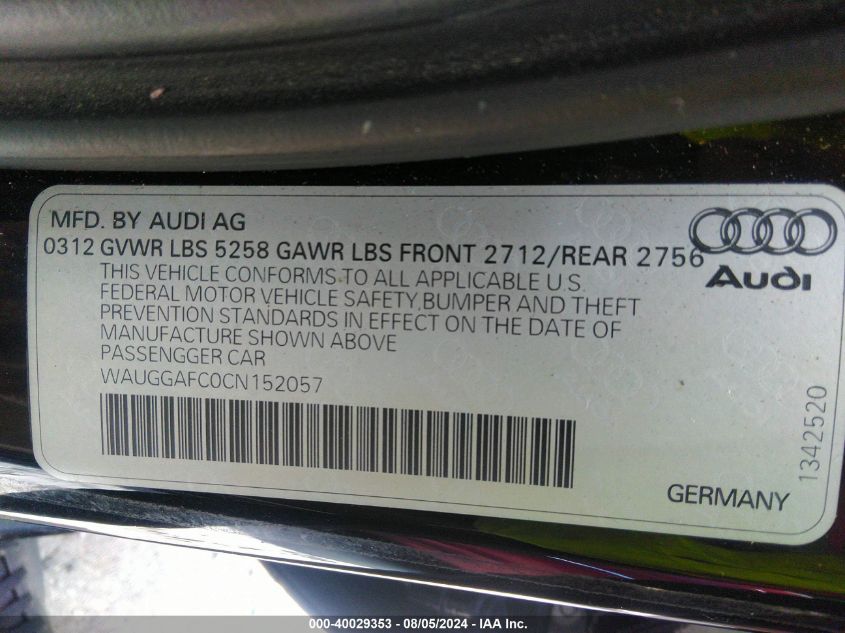 MFD. BY AUDI AG
0312 GVWR LBS 5258 GAWR LBS FRONT 2712/REAR 2756
Audi
THIS VEHICLE CONFORMS TO ALL APPLICABLE U.S.
FEDERAL MOTOR VEHICLE SAFETY, BUMPER AND THEFT
PREVENTION STANDARDS IN EFFECT ON THE DATE OF
MANUFACTURE SHOWN ABOVE
PASSENGGER CAR
WAUGGAFC0CN152057
1342520
GERMANY
000-40029353 - 08/05/2024 - IAA Inc.